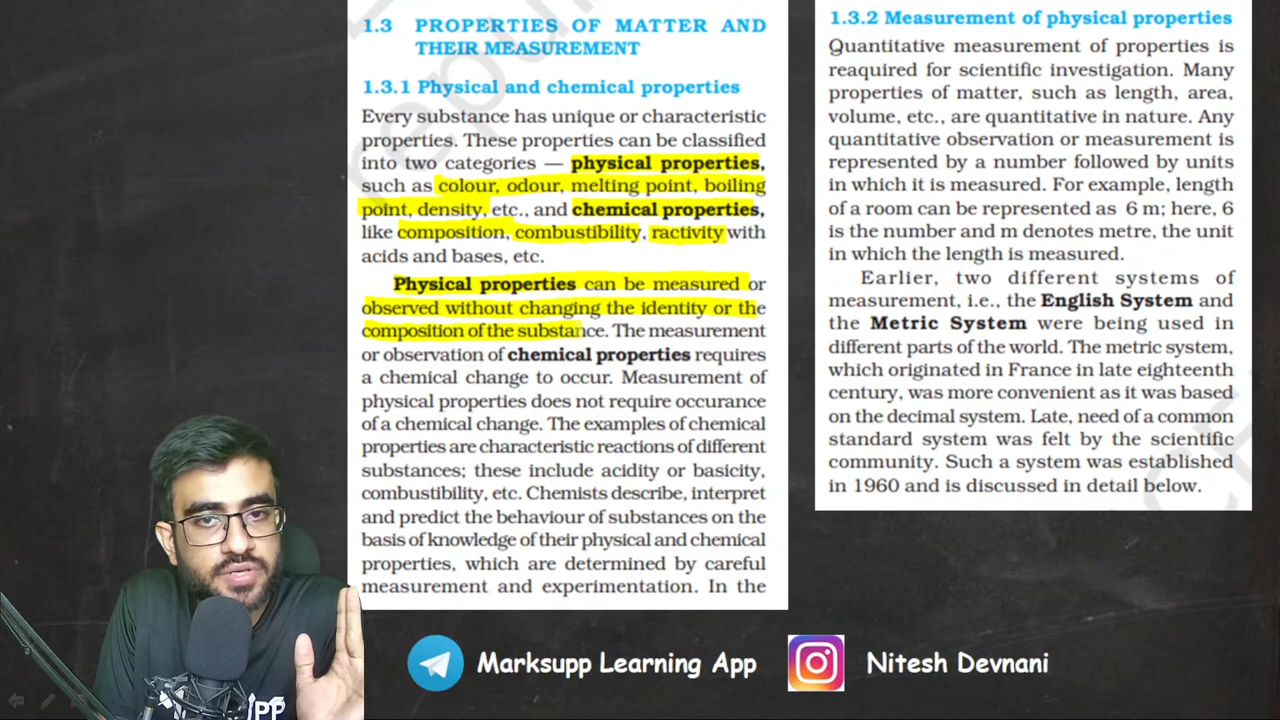 1.3 PROPERTIES OF MATTER AND
THEIR MEASUREMENT
1.3.1 Physical and chemical properties
Every substance has unique or characteristic
properties. These properties can be classified
into two categories — physical properties,
such as colour, odour, melting point, boiling
point, density, etc., and chemical properties,
like composition, combustibility, ractivity with
acids and bases, etc.
Physical properties can be measured or
observed without changing the identity or the
composition of the substance. The measurement
or observation of chemical properties requires
a chemical change to occur. Measurement of
physical properties does not require occurance
of a chemical change. The examples of chemical
properties are characteristic reactions of different
substances; these include acidity or basicity,
combustibility, etc. Chemists describe, interpret
and predict the behaviour of substances on the
basis of knowledge of their physical and chemical
properties, which are determined by careful
measurement and experimentation. In the
1.3.2 Measurement of physical properties
Quantitative measurement of properties is
reaquired for scientific investigation. Many
properties of matter, such as length, area,
volume, etc., are quantitative in nature. Any
quantitative observation or measurement is
represented by a number followed by units
in which it is measured. For example, length
of a room can be represented as 6 m; here, 6
is the number and m denotes metre, the unit
in which the length is measured.
Earlier, two different systems of
measurement, i.e., the English System and
the Metric System were being used in
different parts of the world. The metric system,
which originated in France in late eighteenth
century, was more convenient as it was based
on the decimal system. Late, need of a common
standard system was felt by the scientific
community. Such a system was established
in 1960 and is discussed in detail below.
Marksupp Learning App
Nitesh Devnani